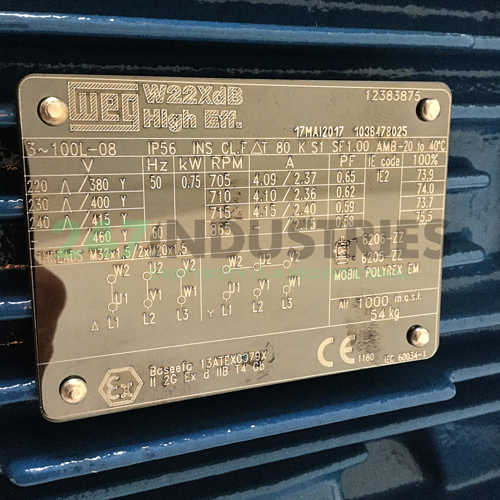 WEG W22XdB
High Eff.
12383875
17MAI2017 1036478025
3~100L-08 IP56 INS CL.F ΔT 80 K S1 SF1.00 AMB-20 to 40°C
V Hz kW RPM A PF IE code 100%
220 Δ/380 Y 50 0.75 705 4.09/2.37 0.65 IE2 73.9
230 Δ/400 Y 710 4.10/2.36 0.62 74.0
240 Δ/415 Y 715 4.15/2.40 0.59 73.7
460 Y 60 865 0.58 75.5
THREADS M32x1.5/2xM20x1.5
247 INDUSTRIES
6206-ZZ
6205-ZZ
MOBIL POLYREX EM
W2 U2 V2 W2 U2 V2
U1 V1 W1 U1 V1 W1
Δ L1 L2 L3 Y L1 L2 L3
Alt 1000 m.a.s.l.
54 kg
Ex Baseefa 13ATEX0379X
II 2G Ex d IIB T4 Gb
CE 1180 IEC 60034-1